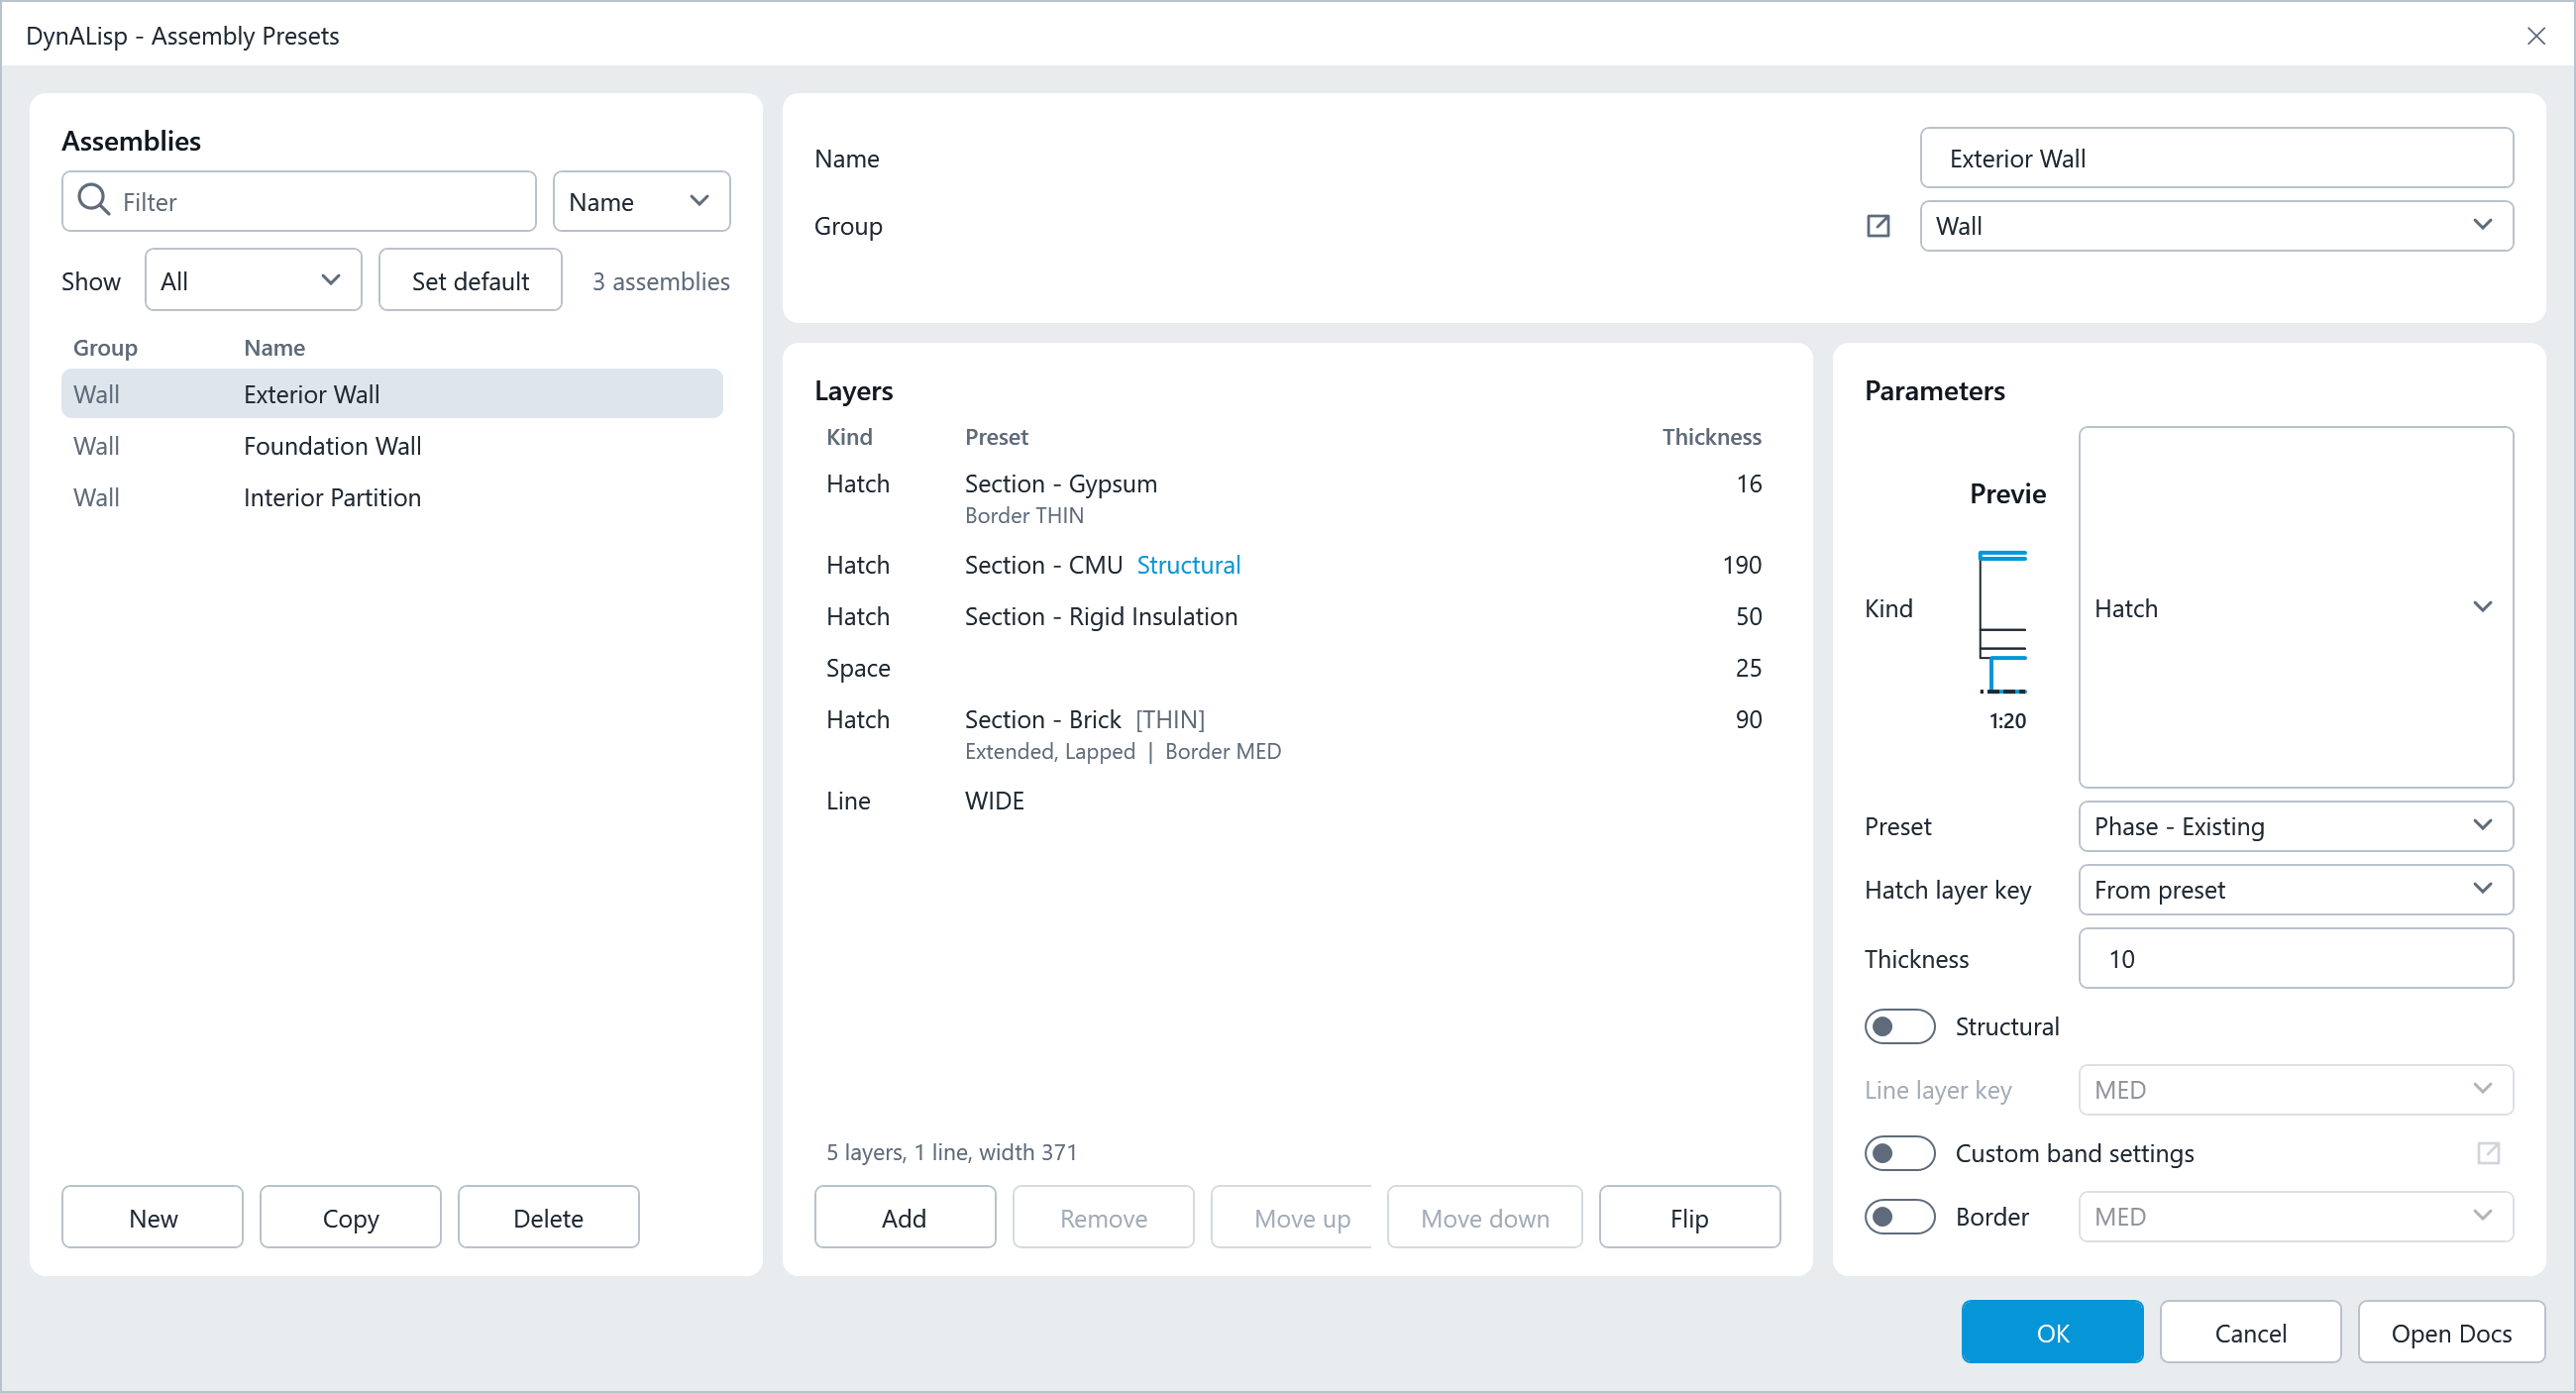 DynALisp - Assembly Presets
Assemblies
Filter
Name
Show
All
Set default
3 assemblies
Group Name
Wall Exterior Wall
Wall Foundation Wall
Wall Interior Partition
New
Copy
Delete
Name
Exterior Wall
Group
Wall
Layers
Kind Preset Thickness
Hatch Section - Gypsum 16
Border THIN
Hatch Section - CMU Structural 190
Hatch Section - Rigid Insulation 50
Space 25
Hatch Section - Brick [THIN] 90
Extended, Lapped | Border MED
Line WIDE
5 layers, 1 line, width 371
Add
Remove
Move up
Move down
Flip
Parameters
Previe
Kind
Hatch
1:20
Preset
Phase - Existing
Hatch layer key
From preset
Thickness
10
Structural
Line layer key
MED
Custom band settings
Border
MED
OK
Cancel
Open Docs